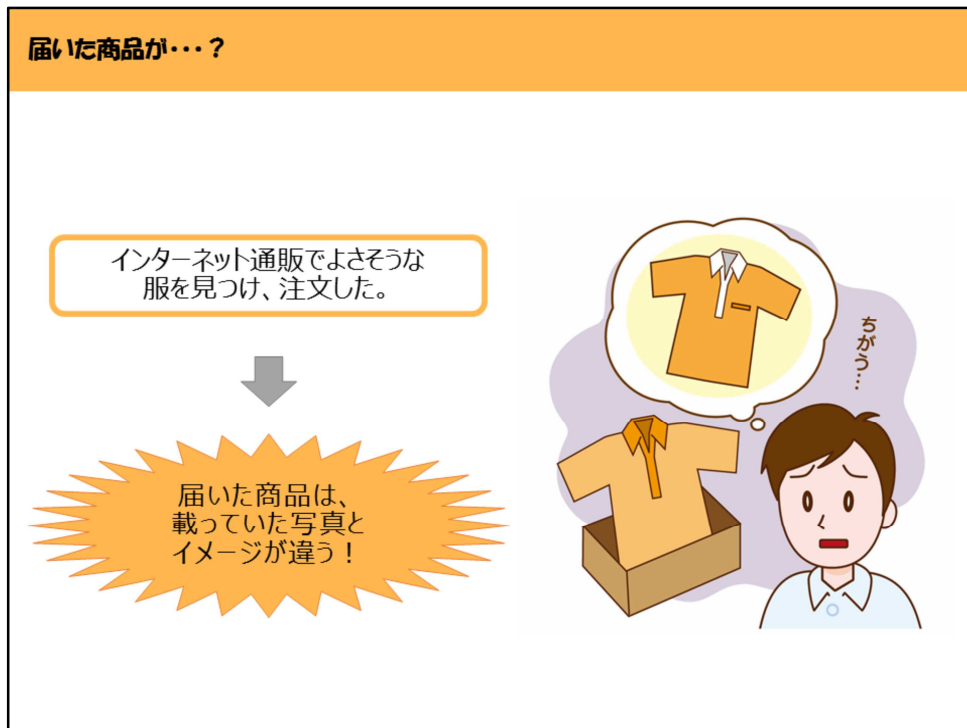 届いた商品が・・・？
インターネット通販でよさそうな
服を見つけ、注文した。
届いた商品は、
載っていた写真と
イメージが違う！
ちがう…